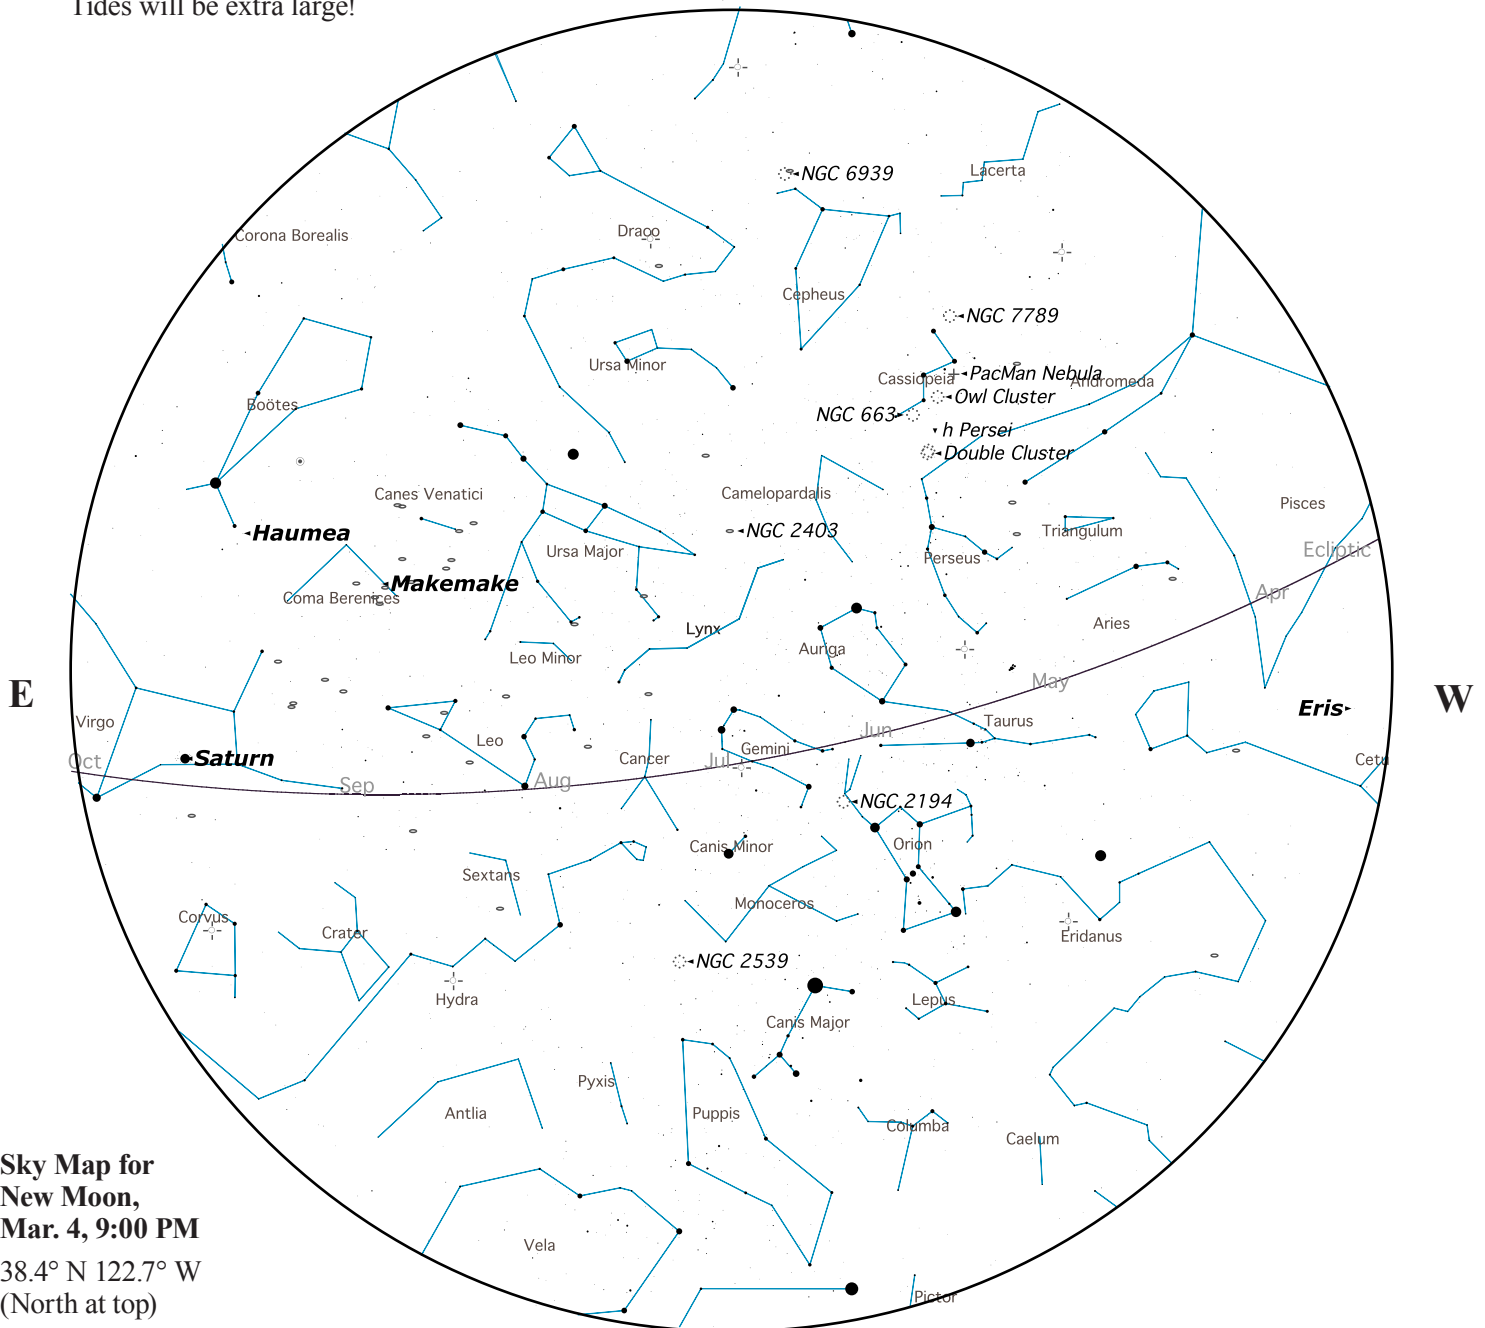 Tides will be extra large!
NGC 6939
Lacerta
Corona Borealis
Draco
Cepheus
NGC 7789
Ursa Minor
PacMan Nebula
Cassiopeia
Andromeda
Owl Cluster
Boötes
NGC 663
h Persei
Double Cluster
Canes Venatici
Camelopardalis
Pisces
Haumea
NGC 2403
Triangulum
Ursa Major
Ecliptic
Perseus
Makemake
Coma Berenices
Apr
Lynx
Aries
Auriga
Leo Minor
May
E
W
Eris
Virgo
Taurus
Jun
Leo
Gemini
Saturn
Cancer
Jul
Cetu
Oct
Sep
Aug
NGC 2194
Canis Minor
Orion
Sextans
Monoceros
Corvus
Crater
Eridanus
NGC 2539
Hydra
Lepus
Canis Major
Pyxis
Antlia
Puppis
Columba
Caelum
Sky Map for
New Moon,
Mar. 4, 9:00 PM
38.4° N 122.7° W
(North at top)
Vela
Pictor